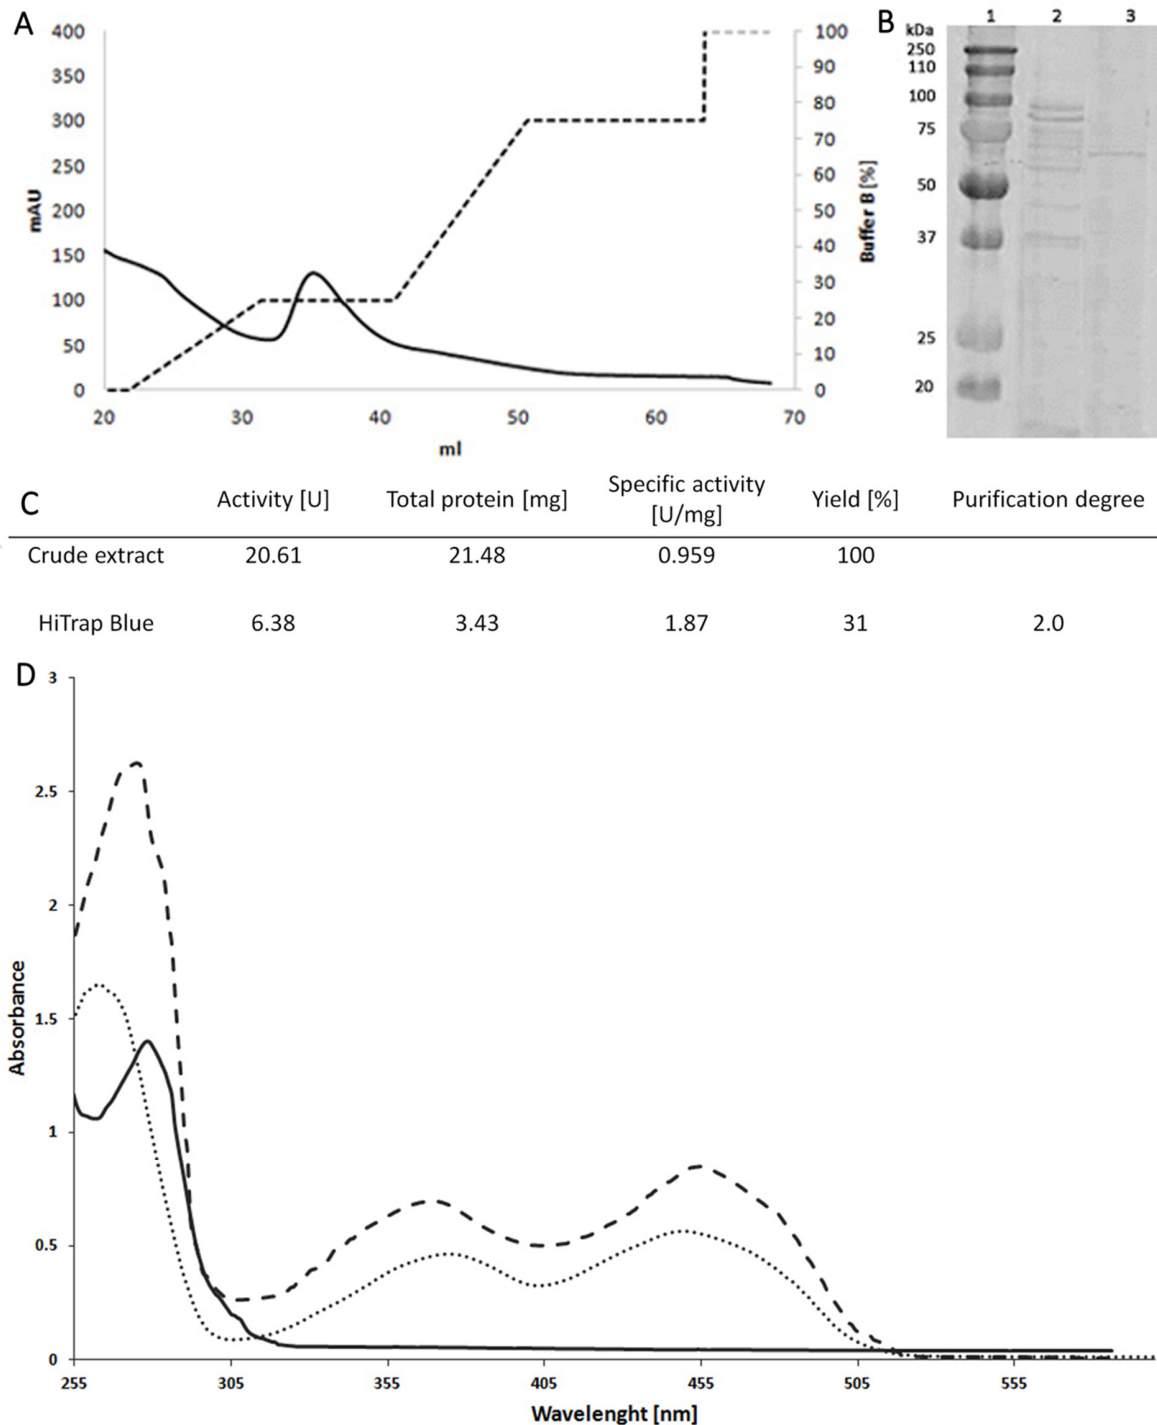 A
mAU
400
350
300
250
200
150
100
50
0
20 30 40 50 60 70
ml
100
90
80
70
60
50
40
30
20
10
0
Buffer B [%]
B
kDa 1 2 3
250
110
100
75
50
37
25
20
C Activity [U] Total protein [mg] Specific activity [U/mg] Yield [%] Purification degree
Crude extract 20.61 21.48 0.959 100
HiTrap Blue 6.38 3.43 1.87 31 2.0
D
Absorbance
3
2.5
2
1.5
1
0.5
0
255 305 355 405 455 505 555
Wavelenght [nm]